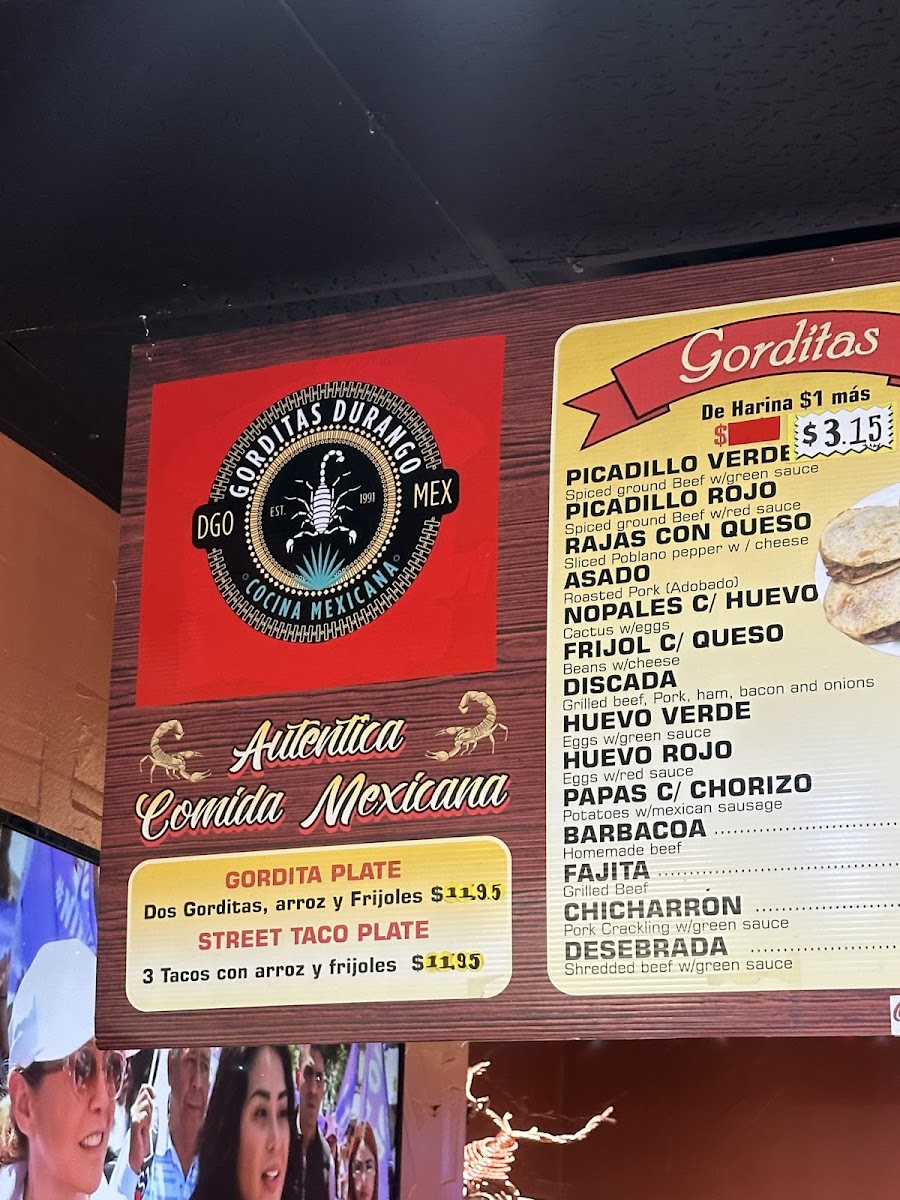 GORDITAS DURANGO
DGO
EST.
1991
MEX
COCINA MEXICANA
Autentica
Comida Mexicana
GORDITA PLATE
Dos Gorditas, arroz y Frijoles $11.95
STREET TACO PLATE
3 Tacos con arroz y frijoles $11.95
Gorditas
De Harina $1 más
$ $3.15
PICADILLO VERDE
Spiced ground Beef w/green sauce
PICADILLO ROJO
Spiced ground Beef w/red sauce
RAJAS CON QUESO
Sliced Poblano pepper w / cheese
ASADO
Roasted Pork (Adobado)
NOPALES C/ HUEVO
Cactus w/eggs
FRIJOL C/ QUESO
Beans w/cheese
DISCADA
Grilled beef, Pork, ham, bacon and onions
HUEVO VERDE
Eggs w/green sauce
HUEVO ROJO
Eggs w/red sauce
PAPAS C/ CHORIZO
Potatoes w/mexican sausage
BARBACOA
Homemade beef
FAJITA
Grilled Beef
CHICHARRÓN
Pork Crackling w/green sauce
DESEBRADA
Shredded beef w/green sauce